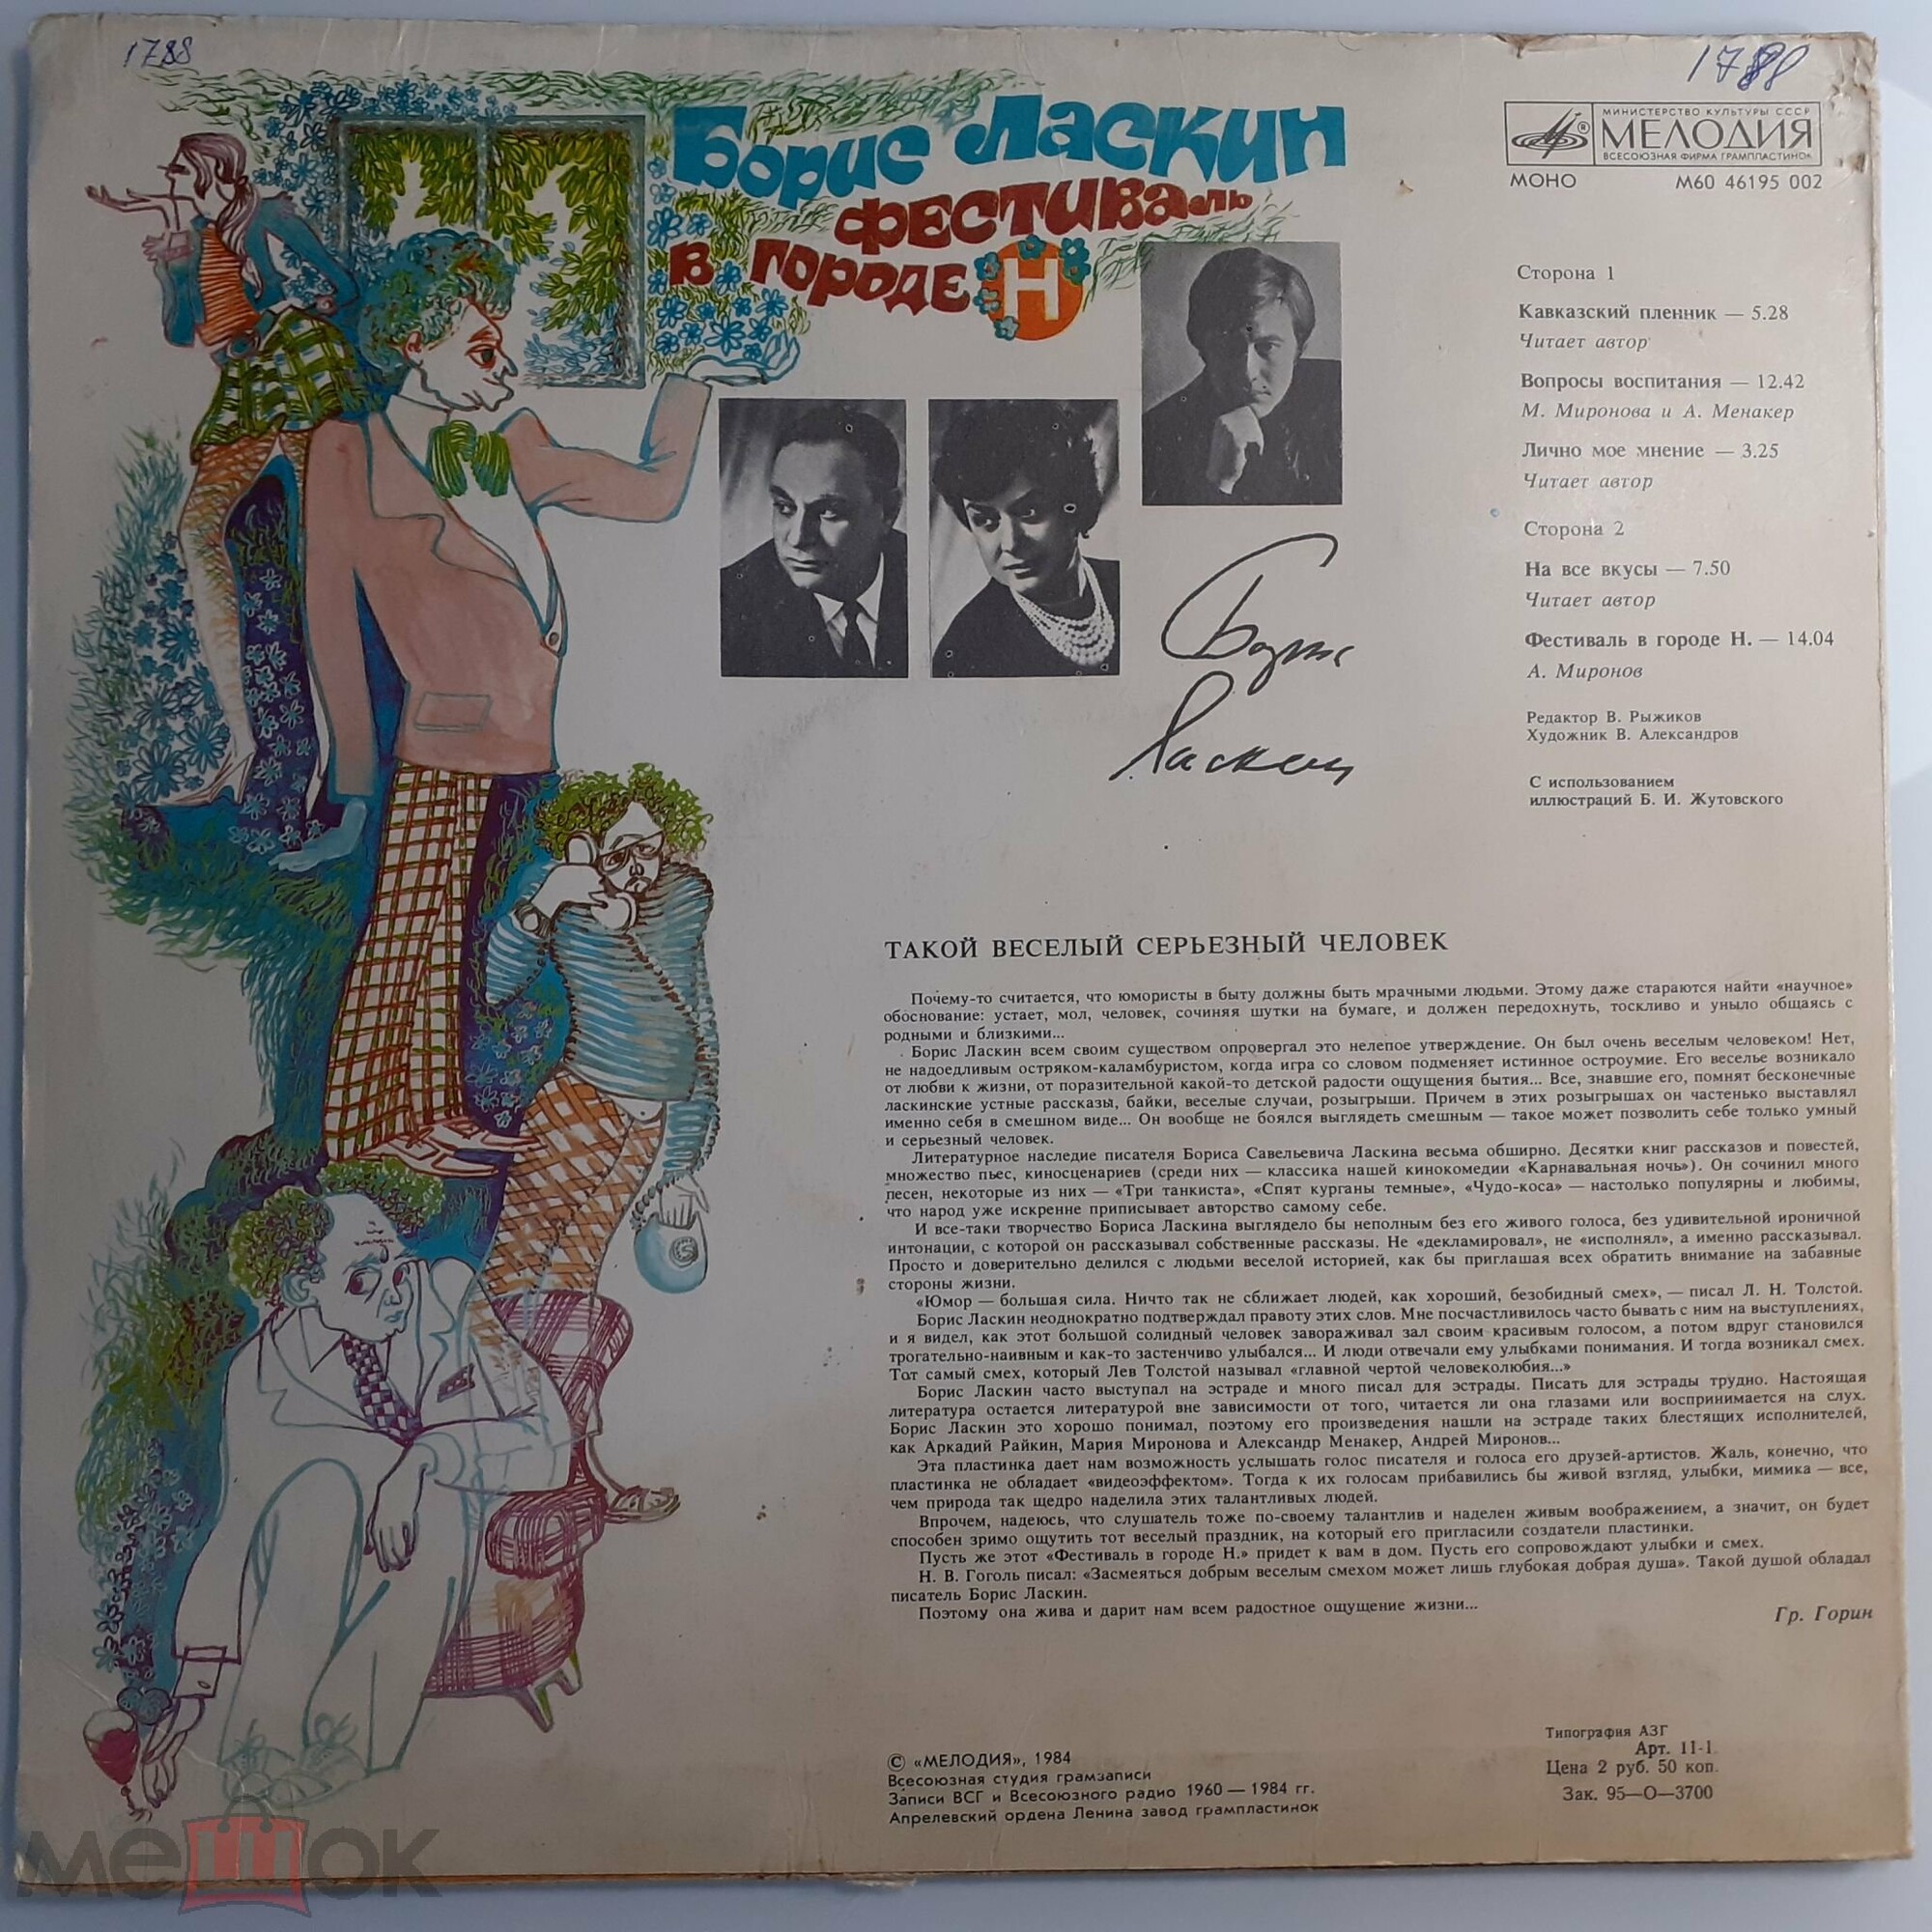 1788
1788
Борис Ласкин
Фестиваль
в городе Н
МИНИСТЕРСТВО КУЛЬТУРЫ СССР
МЕЛОДИЯ
ВСЕСОЮЗНАЯ ФИРМА ГРАМПЛАСТИНОК
МОНО М60 46195 002
Сторона 1
Кавказский пленник — 5.28
Читает автор
Вопросы воспитания — 12.42
М. Миронова и А. Менакер
Лично мое мнение — 3.25
Читает автор
Сторона 2
На все вкусы — 7.50
Читает автор
Фестиваль в городе Н. — 14.04
А. Миронов
Редактор В. Рыжиков
Художник В. Александров
С использованием
иллюстраций Б. И. Жутовского
Борис
Ласкин
ТАКОЙ ВЕСЕЛЫЙ СЕРЬЕЗНЫЙ ЧЕЛОВЕК
Почему-то считается, что юмористы в быту должны быть мрачными людьми. Этому даже стараются найти «научное»
обоснование: устает, мол, человек, сочиняя шутки на бумаге, и должен передохнуть, тоскливо и уныло общаясь с
родными и близкими...
Борис Ласкин всем своим существом опровергал это нелепое утверждение. Он был очень веселым человеком! Нет,
не надоедливым остряком-каламбуристом, когда игра со словом подменяет истинное остроумие. Его веселье возникало
от любви к жизни, от поразительной какой-то детской радости ощущения бытия... Все, знавшие его, помнят бесконечные
ласкинские устные рассказы, байки, веселые случаи, розыгрыши. Причем в этих розыгрышах он частенько выставлял
именно себя в смешном виде... Он вообще не боялся выглядеть смешным — такое может позволить себе только умный
и серьезный человек.
Литературное наследие писателя Бориса Савельевича Ласкина весьма обширно. Десятки книг рассказов и повестей,
множество пьес, киносценариев (среди них — классика нашей кинокомедии «Карнавальная ночь»). Он сочинил много
песен, некоторые из них — «Три танкиста», «Спят курганы темные», «Чудо-коса» — настолько популярны и любимы,
что народ уже искренне приписывает авторство самому себе.
И все-таки творчество Бориса Ласкина выглядело бы неполным без его живого голоса, без удивительной ироничной
интонации, с которой он рассказывал собственные рассказы. Не «декламировал», не «исполнял», а именно рассказывал.
Просто и доверительно делился с людьми веселой историей, как бы приглашая всех обратить внимание на забавные
стороны жизни.
«Юмор — большая сила. Ничто так не сближает людей, как хороший, безобидный смех», — писал Л. Н. Толстой.
Борис Ласкин неоднократно подтверждал правоту этих слов. Мне посчастливилось часто бывать с ним на выступлениях,
и я видел, как этот большой солидный человек завораживал зал своим красивым голосом, а потом вдруг становился
трогательно-наивным и как-то застенчиво улыбался... И люди отвечали ему улыбками понимания. И тогда возникал смех.
Тот самый смех, который Лев Толстой называл «главной чертой человеколюбия...»
Борис Ласкин часто выступал на эстраде и много писал для эстрады. Писать для эстрады трудно. Настоящая
литература остается литературой вне зависимости от того, читается ли она глазами или воспринимается на слух.
Борис Ласкин это хорошо понимал, поэтому его произведения нашли на эстраде таких блестящих исполнителей,
как Аркадий Райкин, Мария Миронова и Александр Менакер, Андрей Миронов...
Эта пластинка дает нам возможность услышать голос писателя и голоса его друзей-артистов. Жаль, конечно, что
пластинка не обладает «видеоэффектом». Тогда к их голосам прибавились бы живой взгляд, улыбки, мимика — все,
чем природа так щедро наделила этих талантливых людей.
Впрочем, надеюсь, что слушатель тоже по-своему талантлив и наделен живым воображением, а значит, он будет
способен зримо ощутить тот веселый праздник, на который его пригласили создатели пластинки.
Пусть же этот «Фестиваль в городе Н.» придет к вам в дом. Пусть его сопровождают улыбки и смех.
Н. В. Гоголь писал: «Засмеяться добрым веселым смехом может лишь глубокая добрая душа». Такой душой обладал
писатель Борис Ласкин.
Поэтому она жива и дарит нам всем радостное ощущение жизни...
Гр. Горин
© «МЕЛОДИЯ», 1984
Всесоюзная студия грамзаписи
Записи ВСГ и Всесоюзного радио 1960 — 1984 гг.
Апрелевский ордена Ленина завод грампластинок
Типография АЗГ
Арт. 11-1.
Цена 2 руб. 50 коп.
Зак. 95—О—3700
мешок